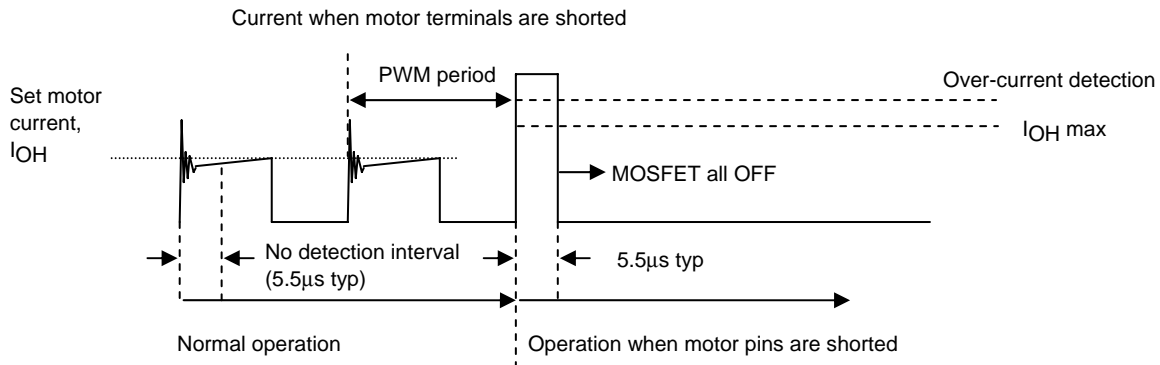 Current when motor terminals are shorted
PWM period
Over-current detection
Set motor
current,
IOH
IOH max
MOSFET all OFF
No detection interval
(5.5μs typ)
5.5μs typ
Normal operation
Operation when motor pins are shorted